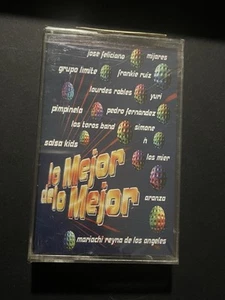 jose feliciano mijares
grupo limite frankie ruiz
lourdes robles yuri
pimpinela pedro fernandez
los toros band simone
salsa kids
los mier
lo Mejor
de lo Mejor
aranza
mariachi reyna de los angeles